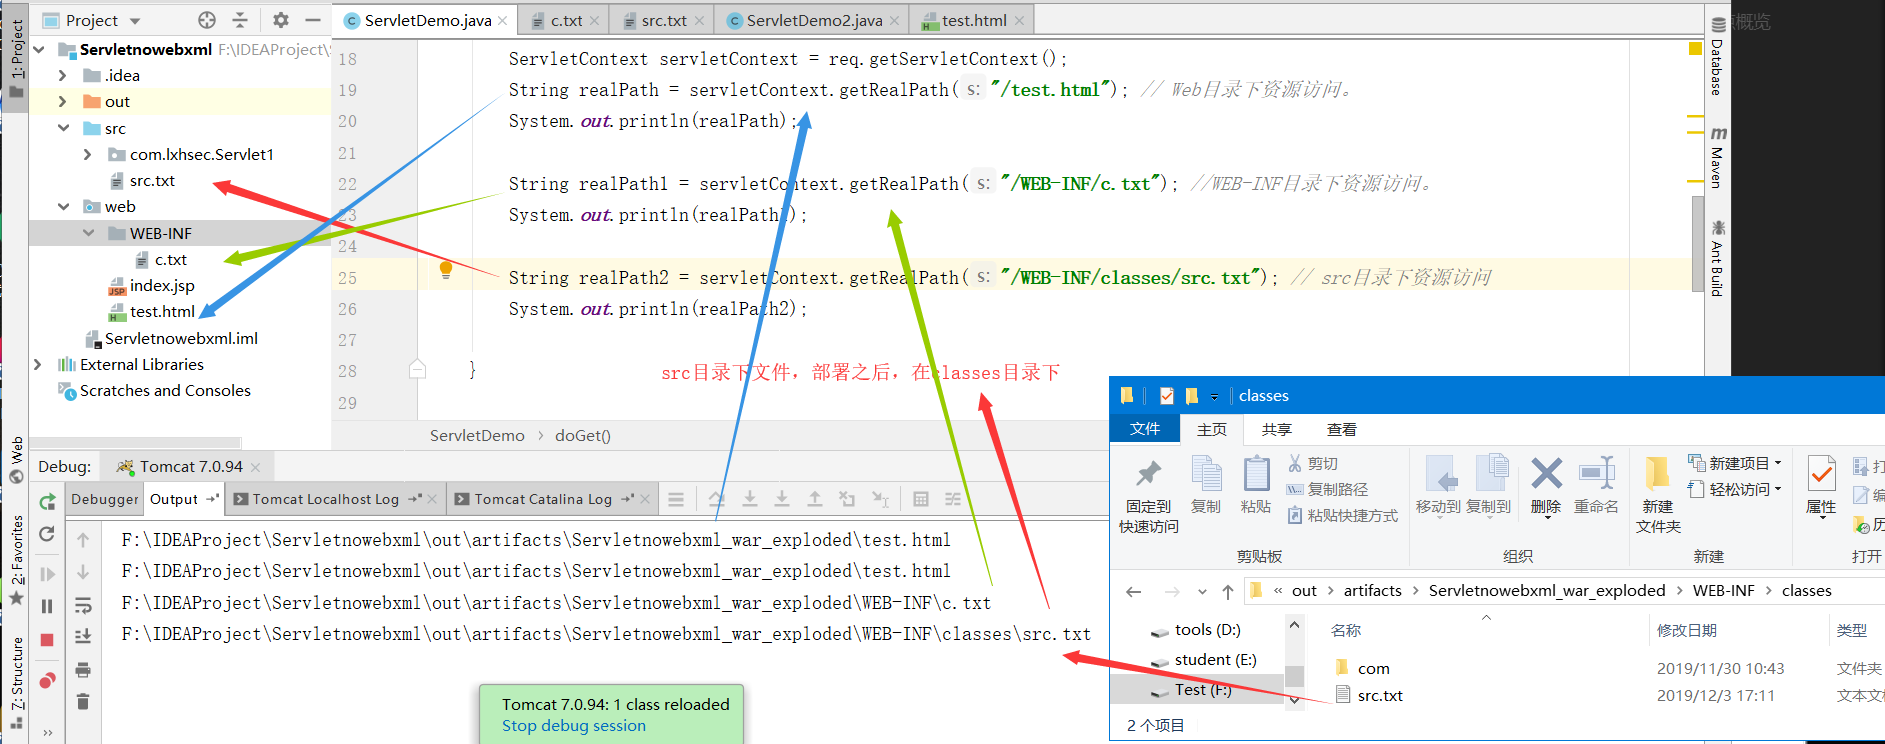 Project
ServletDemo.java
c.txt
src.txt
ServletDemo2.java
test.html
点概览
1: Project
Servletnowebxml F:\IDEAProject\S
.idea
out
src
com.lxhsec.Servlet1
src.txt
web
WEB-INF
c.txt
index.jsp
test.html
Servletnowebxml.iml
External Libraries
Scratches and Consoles
18 ServletContext servletContext = req.getServletContext();
19 String realPath = servletContext.getRealPath( s: "/test.html"); // Web目录下资源访问。
20 System.out.println(realPath);
21
22 String realPath1 = servletContext.getRealPath( s: "/WEB-INF/c.txt"); //WEB-INF目录下资源访问。
23 System.out.println(realPath1);
24
25 String realPath2 = servletContext.getRealPath( s: "/WEB-INF/classes/src.txt"); // src目录下资源访问
26 System.out.println(realPath2);
27
28 }
src目录下文件，部署之后，在classes目录下
29
ServletDemo › doGet()
Database
Maven
Ant Build
Web
2: Favorites
7: Structure
Debug: Tomcat 7.0.94
Debugger Output Tomcat Localhost Log Tomcat Catalina Log
F:\IDEAProject\Servletnowebxml\out\artifacts\Servletnowebxml_war_exploded\test.html
F:\IDEAProject\Servletnowebxml\out\artifacts\Servletnowebxml_war_exploded\test.html
F:\IDEAProject\Servletnowebxml\out\artifacts\Servletnowebxml_war_exploded\WEB-INF\c.txt
F:\IDEAProject\Servletnowebxml\out\artifacts\Servletnowebxml_war_exploded\WEB-INF\classes\src.txt
Tomcat 7.0.94: 1 class reloaded
Stop debug session
classes
文件 主页 共享 查看
固定到
快速访问
复制
粘贴
剪切
复制路径
粘贴快捷方式
剪贴板
移动到 复制到 删除 重命名
组织
新建
文件夹
新建项目
轻松访问
新建
属性
打
编
历
打开
« out › artifacts › Servletnowebxml_war_exploded › WEB-INF › classes
tools (D:)
student (E:)
Test (F:)
名称 修改日期 类型
com 2019/11/30 10:43 文件夹
src.txt 2019/12/3 17:11 文本文
2 个项目